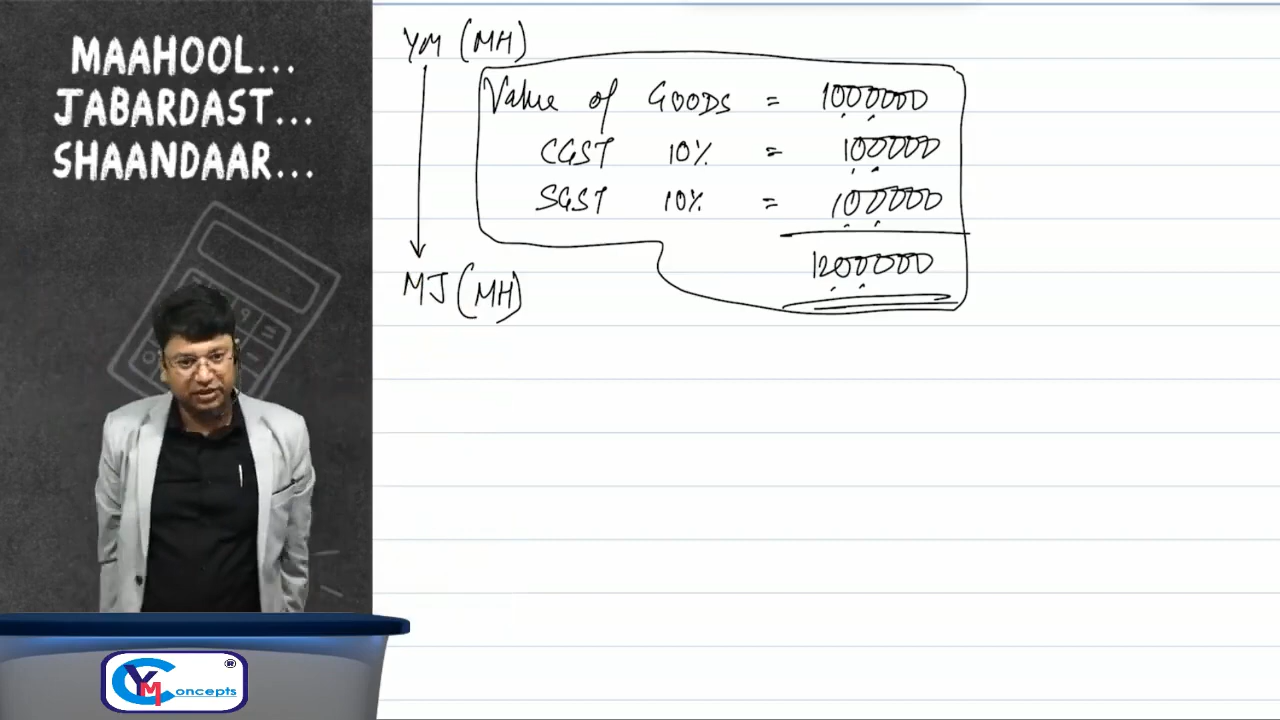 MAAHOOL...
JABARDAST...
SHAANDAAR...
YM (MH)
Value of GOODS = 1000000
CGST 10% = 100000
SGST 10% = 100000
1200000
MJ (MH)
YM Concepts ®